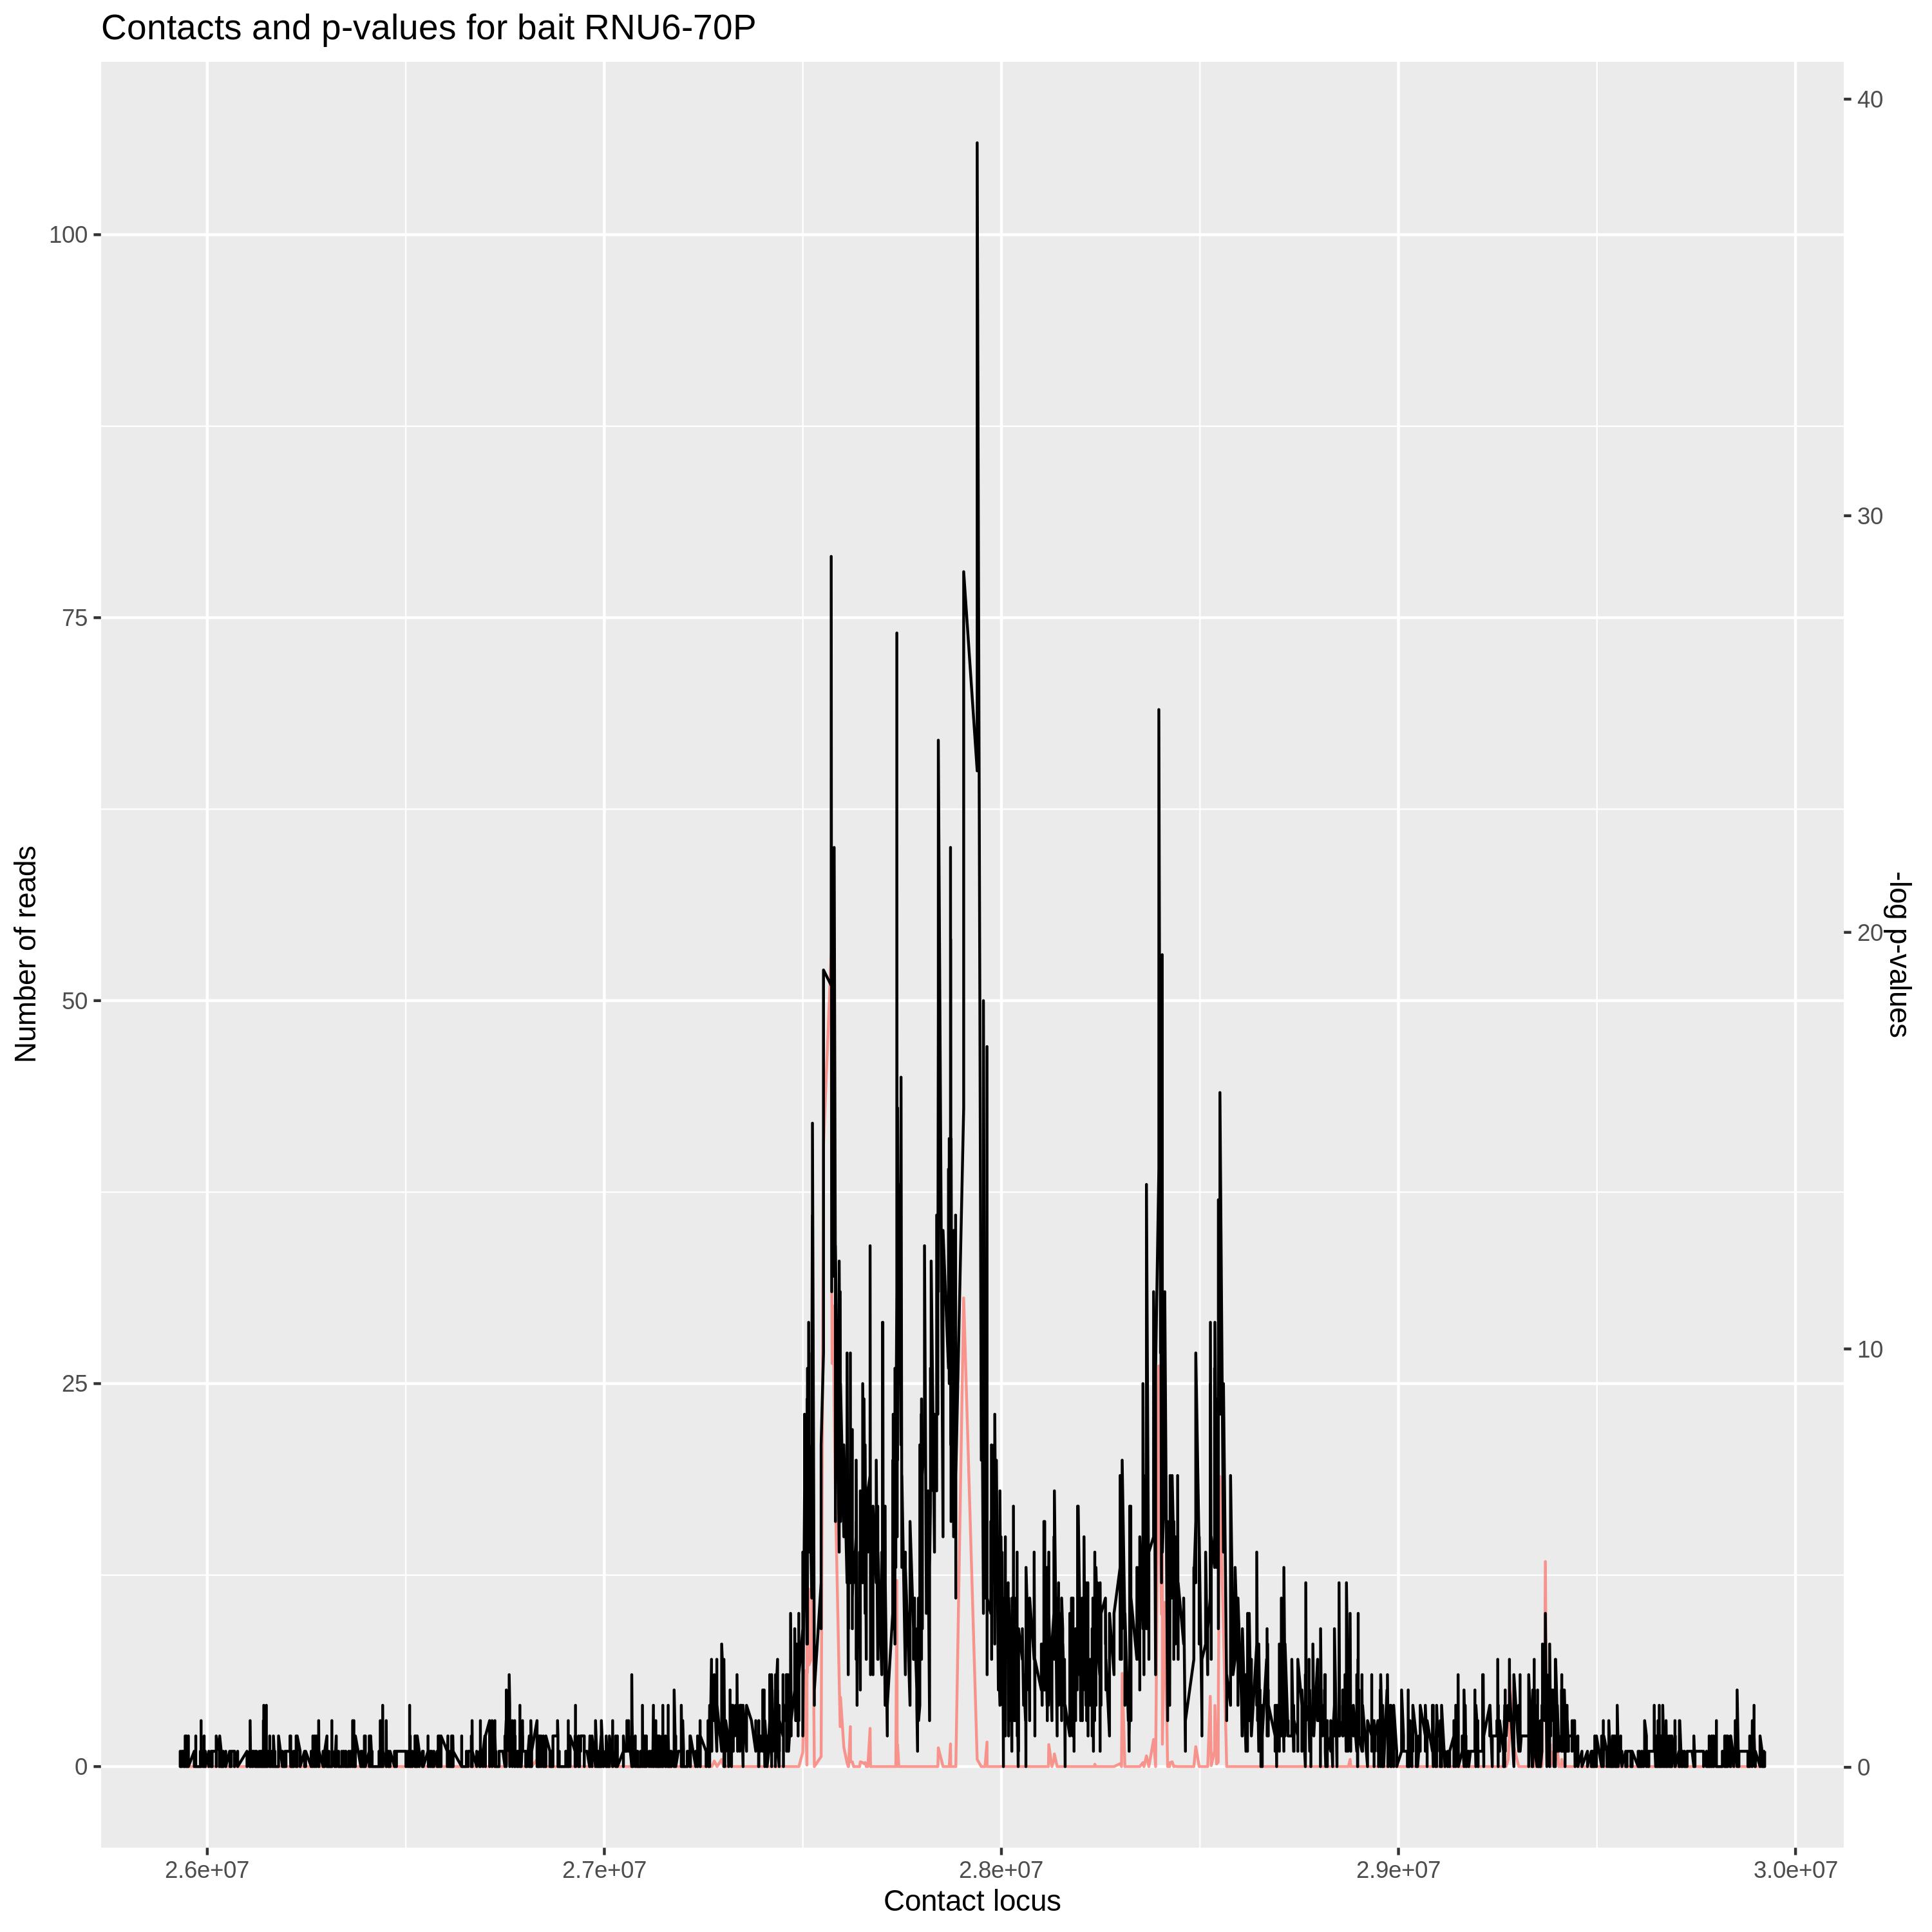 Contacts and p-values for bait RNU6-70P
100
75
50
25
0
Number of reads
40
30
20
10
0
-log p-values
2.6e+07
2.7e+07
2.8e+07
2.9e+07
3.0e+07
Contact locus